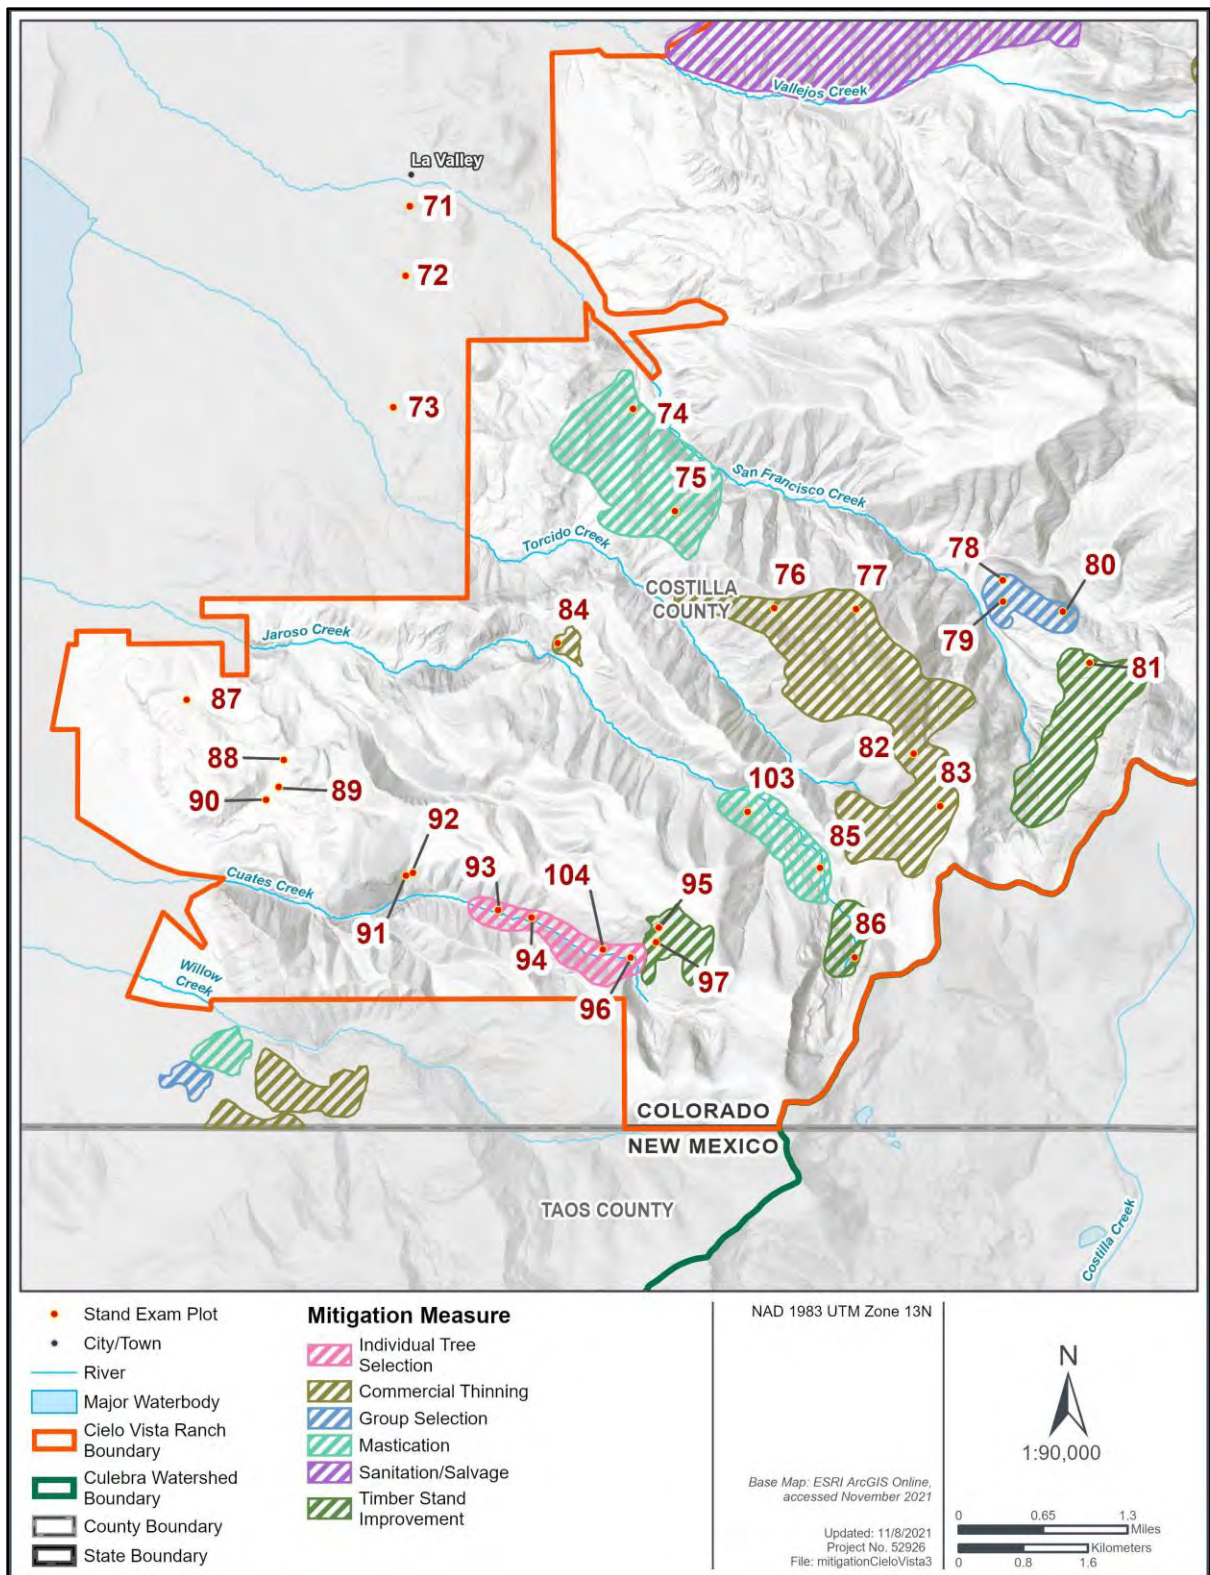 Vallejos Creek
La Valley
71
72
73
74
75
San Francisco Creek
Torcido Creek
76
77
78
80
COSTILLA
COUNTY
84
79
Jaroso Creek
81
87
82
88
103
83
89
90
92
85
Cuates Creek
93
104
95
91
86
94
97
Willow
Creek
96
COLORADO
NEW MEXICO
TAOS COUNTY
Costilla Creek
Stand Exam Plot
City/Town
River
Major Waterbody
Cielo Vista Ranch
Boundary
Culebra Watershed
Boundary
County Boundary
State Boundary
Mitigation Measure
Individual Tree
Selection
Commercial Thinning
Group Selection
Mastication
Sanitation/Salvage
Timber Stand
Improvement
NAD 1983 UTM Zone 13N
Base Map: ESRI ArcGIS Online,
accessed November 2021
Updated: 11/8/2021
Project No. 52926
File: mitigationCieloVista3
N
1:90,000
0 0.65 1.3
Miles
Kilometers
0 0.8 1.6